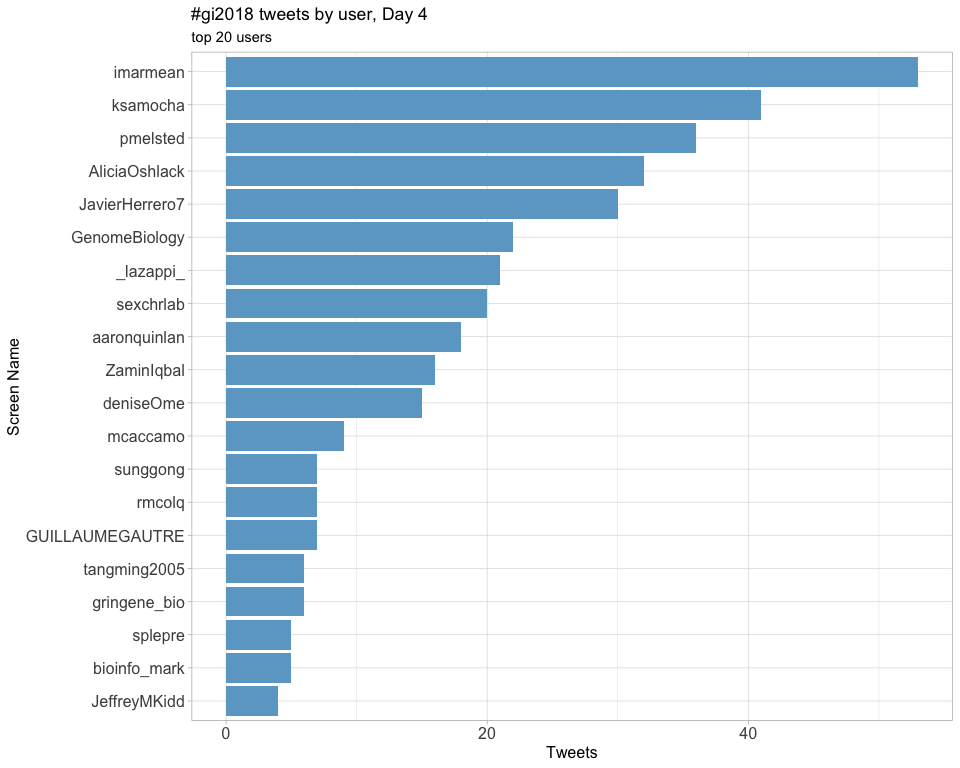 #gi2018 tweets by user, Day 4
top 20 users
Screen Name
imarmean
ksamocha
pmelsted
AliciaOshlack
JavierHerrero7
GenomeBiology
_lazappi_
sexchrlab
aaronquinlan
ZaminIqbal
deniseOme
mcaccamo
sunggong
rmcolq
GUILLAUMEGAUTRE
tangming2005
gringene_bio
splepre
bioinfo_mark
JeffreyMKidd
0 20 40
Tweets